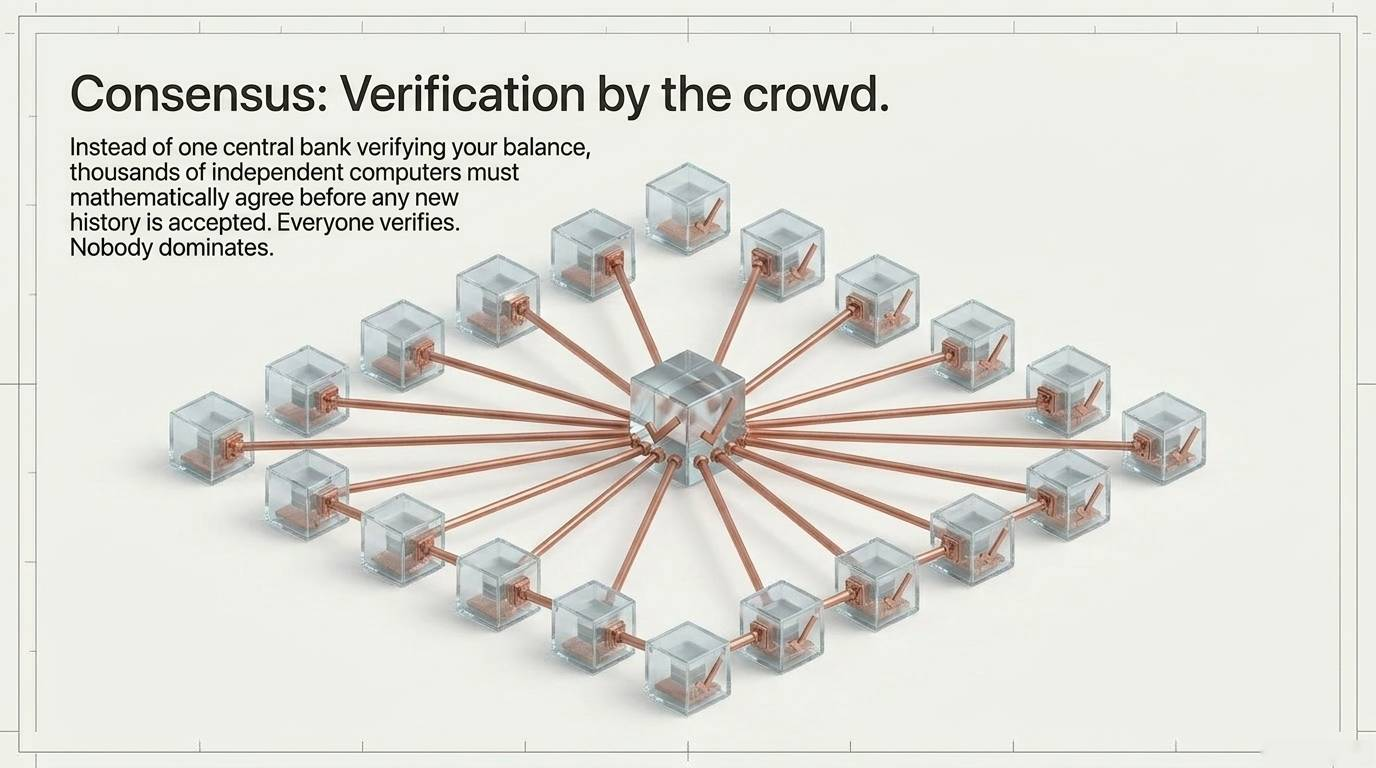 Consensus: Verification by the crowd.
Instead of one central bank verifying your balance,
thousands of independent computers must
mathematically agree before any new
history is accepted. Everyone verifies.
Nobody dominates.